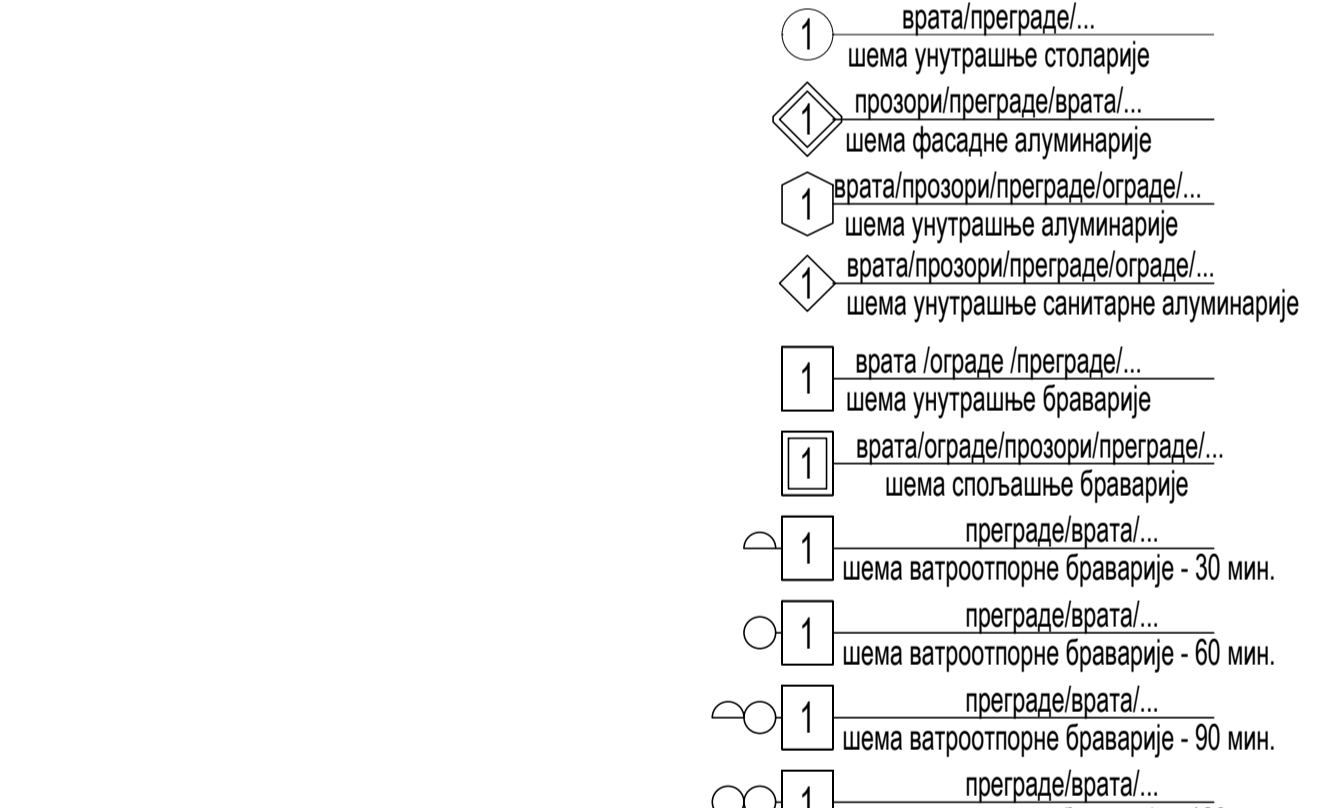 1 врата/преграде/...
шема унутрашње столарије
1 прозори/преграде/врата/...
шема фасадне алуминарије
1 врата/прозори/преграде/ограде/...
шема унутрашње алуминарије
1 врата/прозори/преграде/ограде/...
шема унутрашње санитарне алуминарије
1 врата /ограде /преграде/...
шема унутрашње браварије
1 врата/ограде/прозори/преграде/...
шема спољашње браварије
1 преграде/врата/...
шема ватроотпорне браварије - 30 мин.
1 преграде/врата/...
шема ватроотпорне браварије - 60 мин.
1 преграде/врата/...
шема ватроотпорне браварије - 90 мин.
1 преграде/врата/...